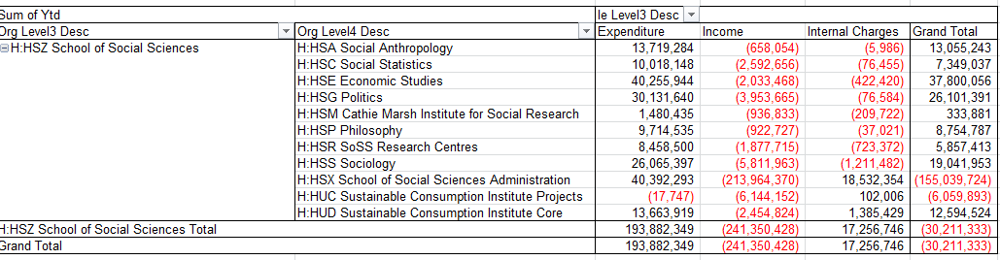 Sum of Ytd Ie Level3 Desc
Org Level3 Desc Org Level4 Desc Expenditure Income Internal Charges Grand Total
H:HSZ School of Social Sciences H:HSA Social Anthropology 13,719,284 (658,054) (5,986) 13,055,243
H:HSC Social Statistics 10,018,148 (2,592,656) (76,455) 7,349,037
H:HSE Economic Studies 40,255,944 (2,033,468) (422,420) 37,800,056
H:HSG Politics 30,131,640 (3,953,665) (76,584) 26,101,391
H:HSM Cathie Marsh Institute for Social Research 1,480,435 (936,833) (209,722) 333,881
H:HSP Philosophy 9,714,535 (922,727) (37,021) 8,754,787
H:HSR SoSS Research Centres 8,458,500 (1,877,715) (723,372) 5,857,413
H:HSS Sociology 26,065,397 (5,811,963) (1,211,482) 19,041,953
H:HSX School of Social Sciences Administration 40,392,293 (213,964,370) 18,532,354 (155,039,724)
H:HUC Sustainable Consumption Institute Projects (17,747) (6,144,152) 102,006 (6,059,893)
H:HUD Sustainable Consumption Institute Core 13,663,919 (2,454,824) 1,385,429 12,594,524
H:HSZ School of Social Sciences Total 193,882,349 (241,350,428) 17,256,746 (30,211,333)
Grand Total 193,882,349 (241,350,428) 17,256,746 (30,211,333)